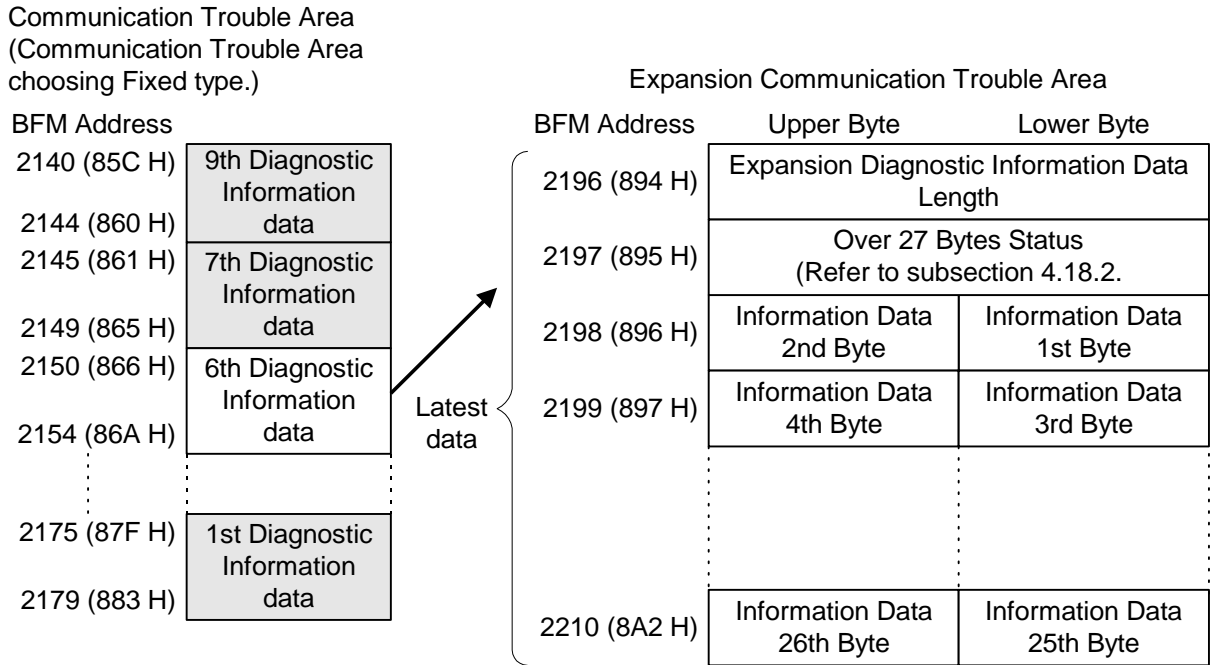 Communication Trouble Area
(Communication Trouble Area
choosing Fixed type.)
BFM Address
2140 (85C H)
9th Diagnostic
Information
data
2144 (860 H)
2145 (861 H)
7th Diagnostic
Information
data
2149 (865 H)
2150 (866 H)
6th Diagnostic
Information
data
2154 (86A H)
2175 (87F H)
1st Diagnostic
Information
data
2179 (883 H)
Latest
data
Expansion Communication Trouble Area
BFM Address Upper Byte Lower Byte
2196 (894 H)
Expansion Diagnostic Information Data
Length
2197 (895 H)
Over 27 Bytes Status
(Refer to subsection 4.18.2.
2198 (896 H)
Information Data
2nd Byte
Information Data
1st Byte
2199 (897 H)
Information Data
4th Byte
Information Data
3rd Byte
2210 (8A2 H)
Information Data
26th Byte
Information Data
25th Byte